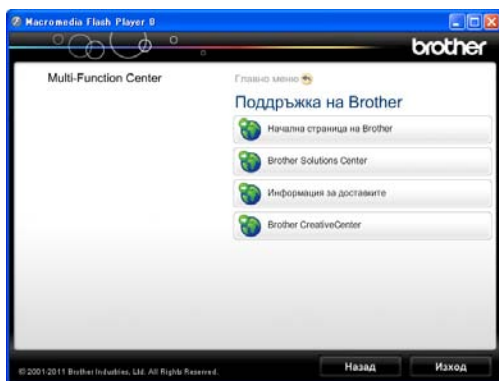 Macromedia Flash Player 8
brother
Multi-Function Center
Главно меню
Поддръжка на Brother
Начална страница на Brother
Brother Solutions Center
Информация за доставките
Brother CreativeCenter
© 2001-2011 Brother Industries, Ltd. All Rights Reserved.
Назад
Изход